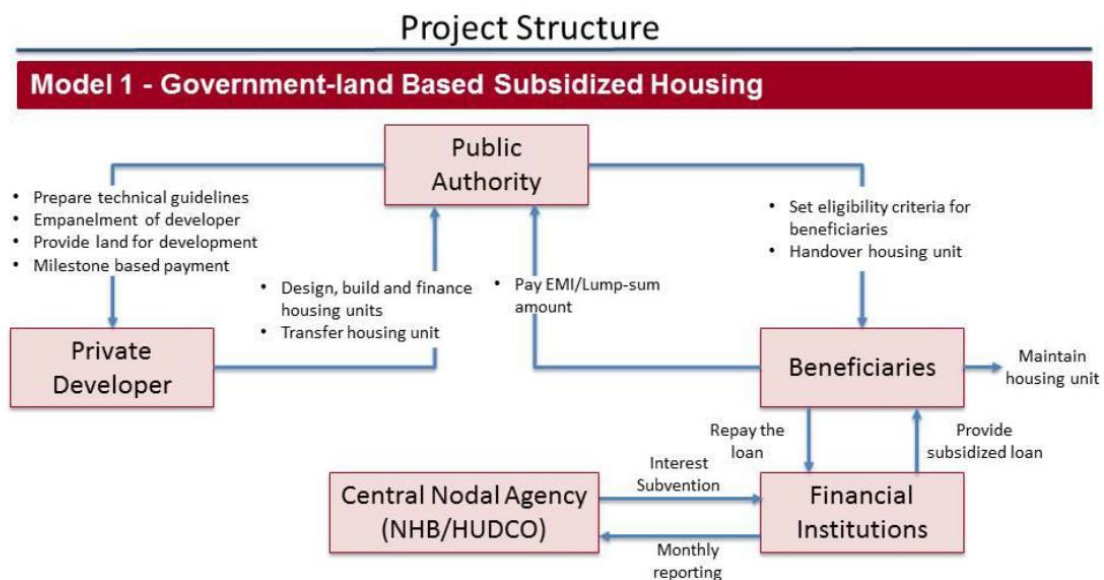 Project Structure
Model 1 - Government-land Based Subsidized Housing
Public
Authority
• Prepare technical guidelines
• Empanelment of developer
• Provide land for development
• Milestone based payment
• Set eligibility criteria for
beneficiaries
• Handover housing unit
• Design, build and finance
housing units
• Transfer housing unit
• Pay EMI/Lump-sum
amount
Private
Developer
Beneficiaries
Maintain
housing unit
Repay the
loan
Provide
subsidized loan
Interest
Subvention
Central Nodal Agency
(NHB/HUDCO)
Financial
Institutions
Monthly
reporting